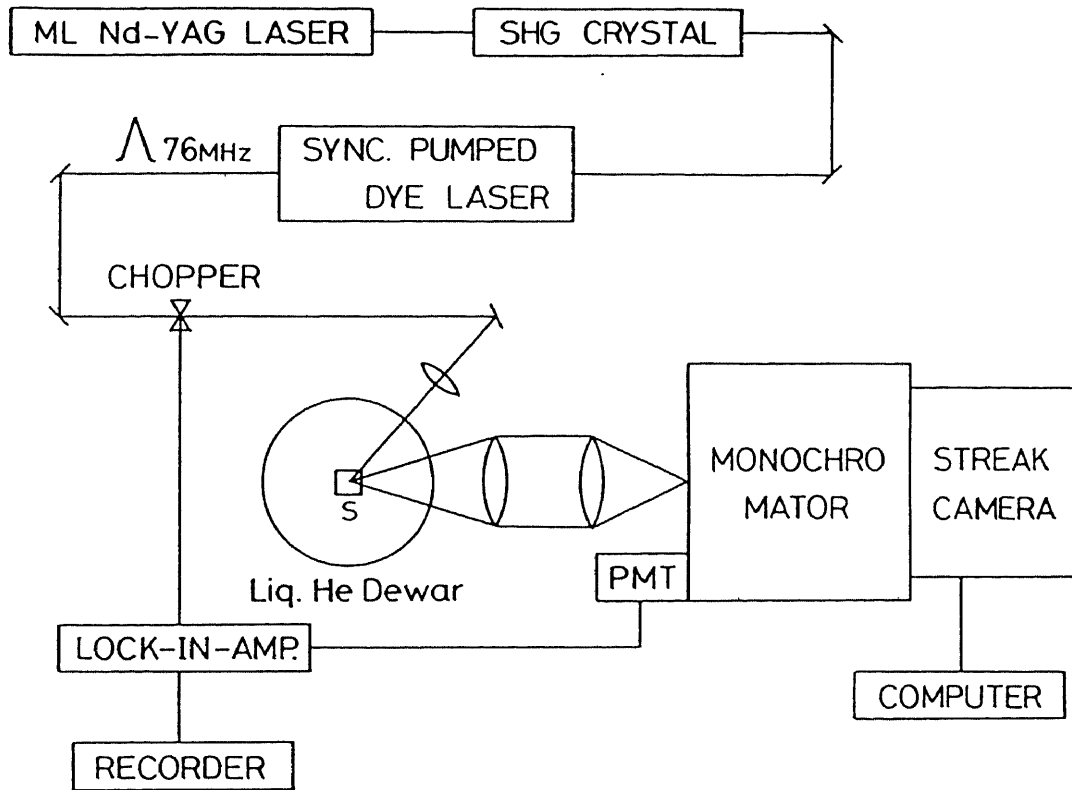 ML Nd-YAG LASER
SHG CRYSTAL
76MHz
SYNC. PUMPED
DYE LASER
CHOPPER
S
Liq. He Dewar
MONOCHRO
MATOR
STREAK
CAMERA
PMT
LOCK-IN-AMP.
COMPUTER
RECORDER